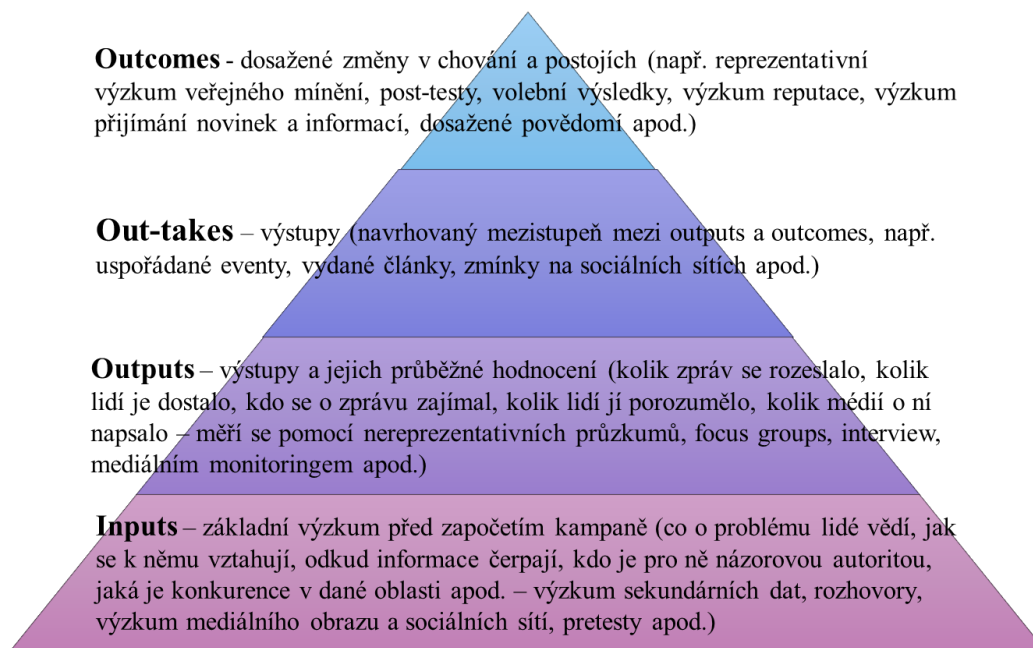 Outcomes - dosažené změny v chování a postojích (např. reprezentativní
výzkum veřejného mínění, post-testy, volební výsledky, výzkum reputace, výzkum
přijímání novinek a informací, dosažené povědomí apod.)
Out-takes – výstupy (navrhovaný mezistupeň mezi outputs a outcomes, např.
uspořádané eventy, vydané články, zmínky na sociálních sítích apod.)
Outputs – výstupy a jejich průběžné hodnocení (kolik zpráv se rozeslalo, kolik
lidí je dostalo, kdo se o zprávu zajímal, kolik lidí jí porozumělo, kolik médií o ní
napsalo – měří se pomocí nereprezentativních průzkumů, focus groups, interview,
mediálním monitoringem apod.)
Inputs – základní výzkum před započetím kampaně (co o problému lidé vědí, jak
se k němu vztahují, odkud informace čerpají, kdo je pro ně názorovou autoritou,
jaká je konkurence v dané oblasti apod. – výzkum sekundárních dat, rozhovory,
výzkum mediálního obrazu a sociálních sítí, pretesty apod.)